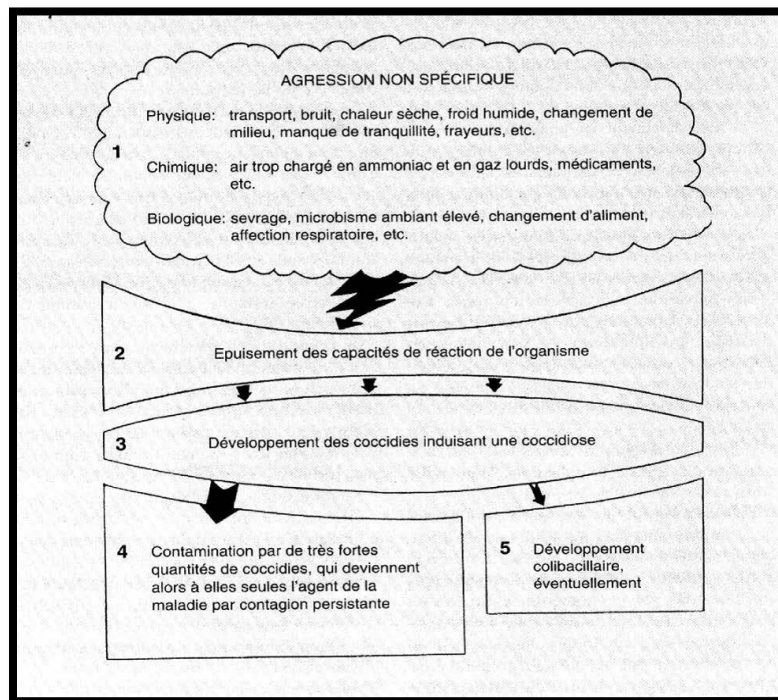 AGRESSION NON SPÉCIFIQUE
Physique: transport, bruit, chaleur sèche, froid humide, changement de
milieu, manque de tranquillité, frayeurs, etc.
1
Chimique: air trop chargé en ammoniac et en gaz lourds, médicaments,
etc.
Biologique: sevrage, microbisme ambiant élevé, changement d'aliment,
affection respiratoire, etc.
2 Epuisement des capacités de réaction de l'organisme
3 Développement des coccidies induisant une coccidiose
4 Contamination par de très fortes
quantités de coccidies, qui deviennent
alors à elles seules l'agent de la
maladie par contagion persistante
5 Développement
colibacillaire,
éventuellement